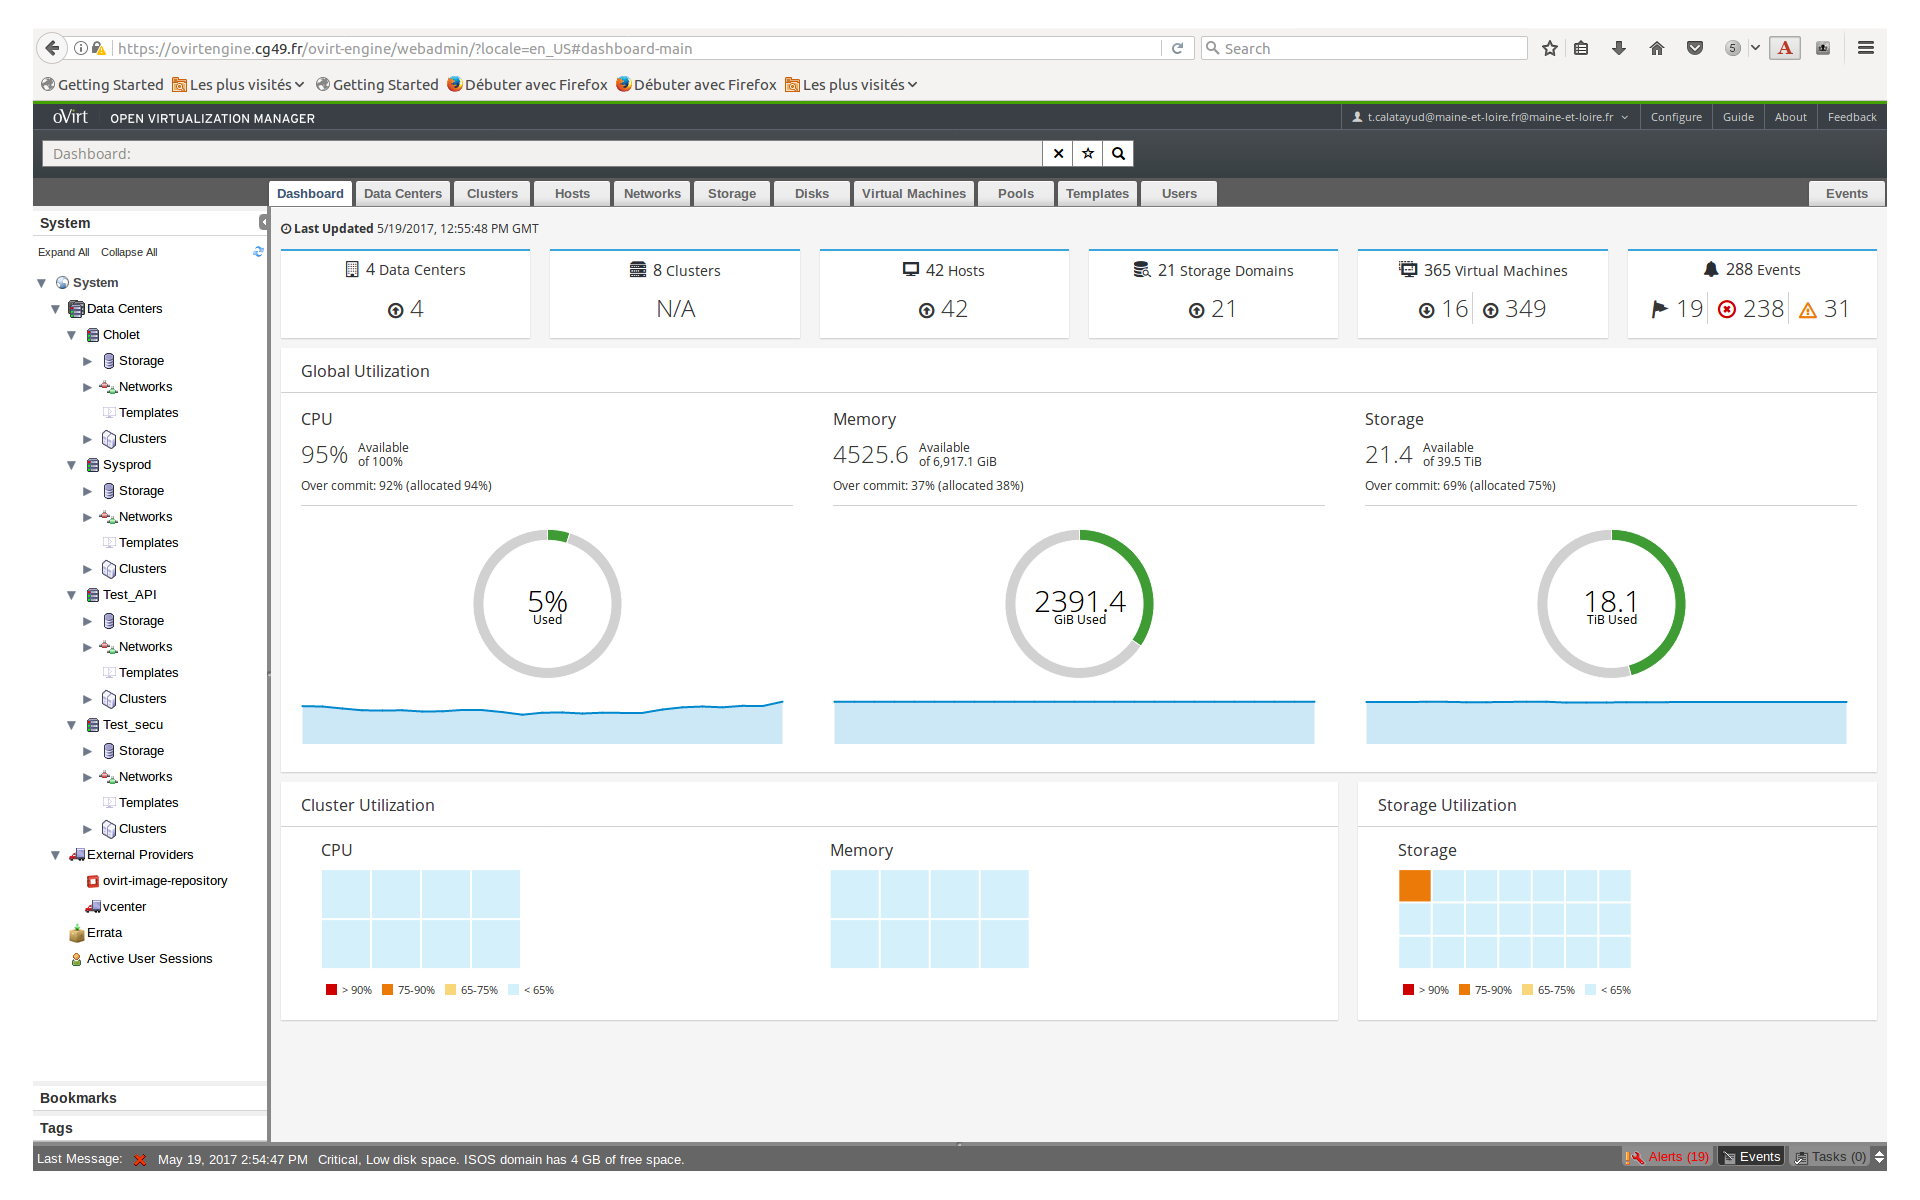 https://ovirtengine.cg49.fr/ovirt-engine/webadmin/?locale=en_US#dashboard-main
Search
5
A
Getting Started
Les plus visités
Getting Started
Débuter avec Firefox
Débuter avec Firefox
Les plus visités
oVirt OPEN VIRTUALIZATION MANAGER
t.calatayud@maine-et-loire.fr@maine-et-loire.fr
Configure
Guide
About
Feedback
Dashboard:
Dashboard
Data Centers
Clusters
Hosts
Networks
Storage
Disks
Virtual Machines
Pools
Templates
Users
Events
System
Expand All Collapse All
System
Data Centers
Cholet
Storage
Networks
Templates
Clusters
Sysprod
Storage
Networks
Templates
Clusters
Test_API
Storage
Networks
Templates
Clusters
Test_secu
Storage
Networks
Templates
Clusters
External Providers
ovirt-image-repository
vcenter
Errata
Active User Sessions
Bookmarks
Tags
Last Updated 5/19/2017, 12:55:48 PM GMT
4 Data Centers
4
8 Clusters
N/A
42 Hosts
42
21 Storage Domains
21
365 Virtual Machines
16 349
288 Events
19 238 31
Global Utilization
CPU
95% Available
of 100%
Over commit: 92% (allocated 94%)
5%
Used
Memory
4525.6 Available
of 6,917.1 GiB
Over commit: 37% (allocated 38%)
2391.4
GiB Used
Storage
21.4 Available
of 39.5 TiB
Over commit: 69% (allocated 75%)
18.1
TiB Used
Cluster Utilization
CPU
> 90% 75-90% 65-75% < 65%
Memory
Storage Utilization
Storage
> 90% 75-90% 65-75% < 65%
Last Message: May 19, 2017 2:54:47 PM Critical, Low disk space. ISOS domain has 4 GB of free space.
Alerts (19)
Events
Tasks (0)